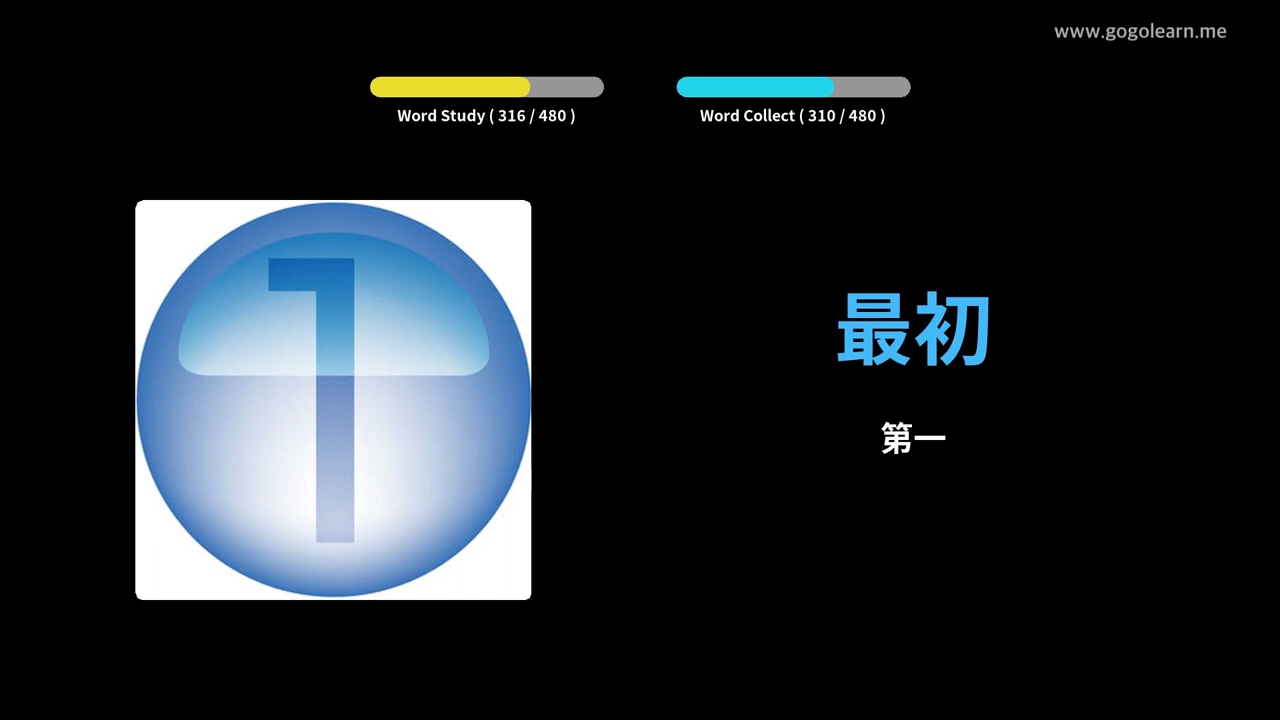 www.gogolearn.me
Word Study ( 316 / 480 )
Word Collect ( 310 / 480 )
1
最初
第一